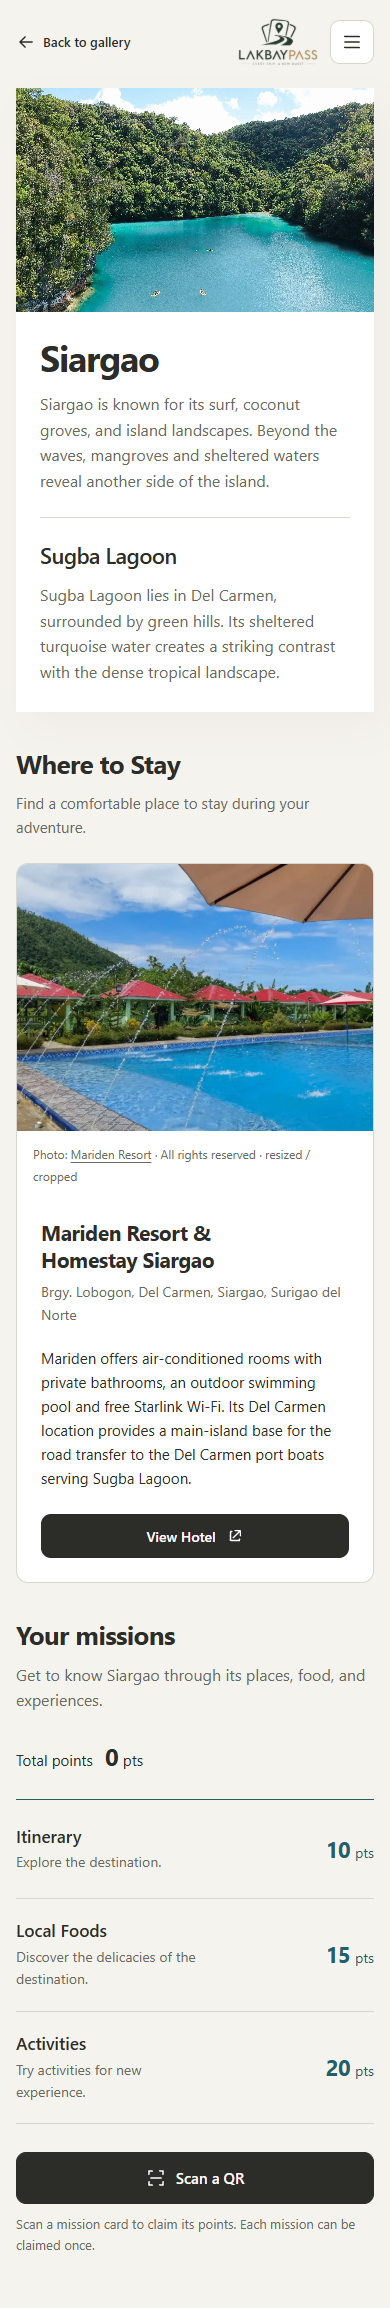 Back to gallery
LAKBAYPASS
Siargao
Siargao is known for its surf, coconut
groves, and island landscapes. Beyond the
waves, mangroves and sheltered waters
reveal another side of the island.
Sugba Lagoon
Sugba Lagoon lies in Del Carmen,
surrounded by green hills. Its sheltered
turquoise water creates a striking contrast
with the dense tropical landscape.
Where to Stay
Find a comfortable place to stay during your
adventure.
Photo: Mariden Resort · All rights reserved · resized /
cropped
Mariden Resort &
Homestay Siargao
Brgy. Lobogon, Del Carmen, Siargao, Surigao del
Norte
Mariden offers air-conditioned rooms with
private bathrooms, an outdoor swimming
pool and free Starlink Wi-Fi. Its Del Carmen
location provides a main-island base for the
road transfer to the Del Carmen port boats
serving Sugba Lagoon.
View Hotel
Your missions
Get to know Siargao through its places, food, and
experiences.
Total points 0 pts
Itinerary
Explore the destination.
10 pts
Local Foods
Discover the delicacies of the
destination.
15 pts
Activities
Try activities for new
experience.
20 pts
Scan a QR
Scan a mission card to claim its points. Each mission can be
claimed once.